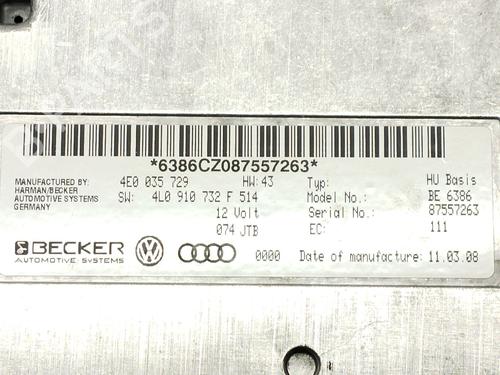 *6386CZ087557263*
MANUFACTURED BY: 4E0 035 729 HW: 43 Typ: HU Basis
HARMAN/BECKER
AUTOMOTIVE SYSTEMS SW: 4L0 910 732 F 514 Model No.: BE 6386
GERMANY 12 Volt Serial No.: 87557263
074 JTB EC: 111
BECKER
AUTOMOTIVE SYSTEMS 0000 Date of manufacture: 11.03.08